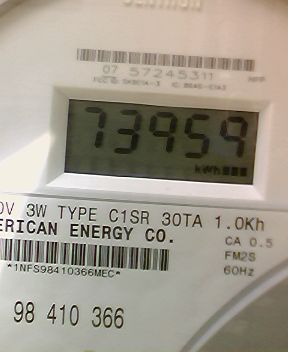 07 57245311
73959
kWh
0V 3W TYPE C1SR 30TA 1.0Kh
ERICAN ENERGY CO.
CA 0.5
FM2S
60Hz
*1NFS98410366MEC*
98 410 366